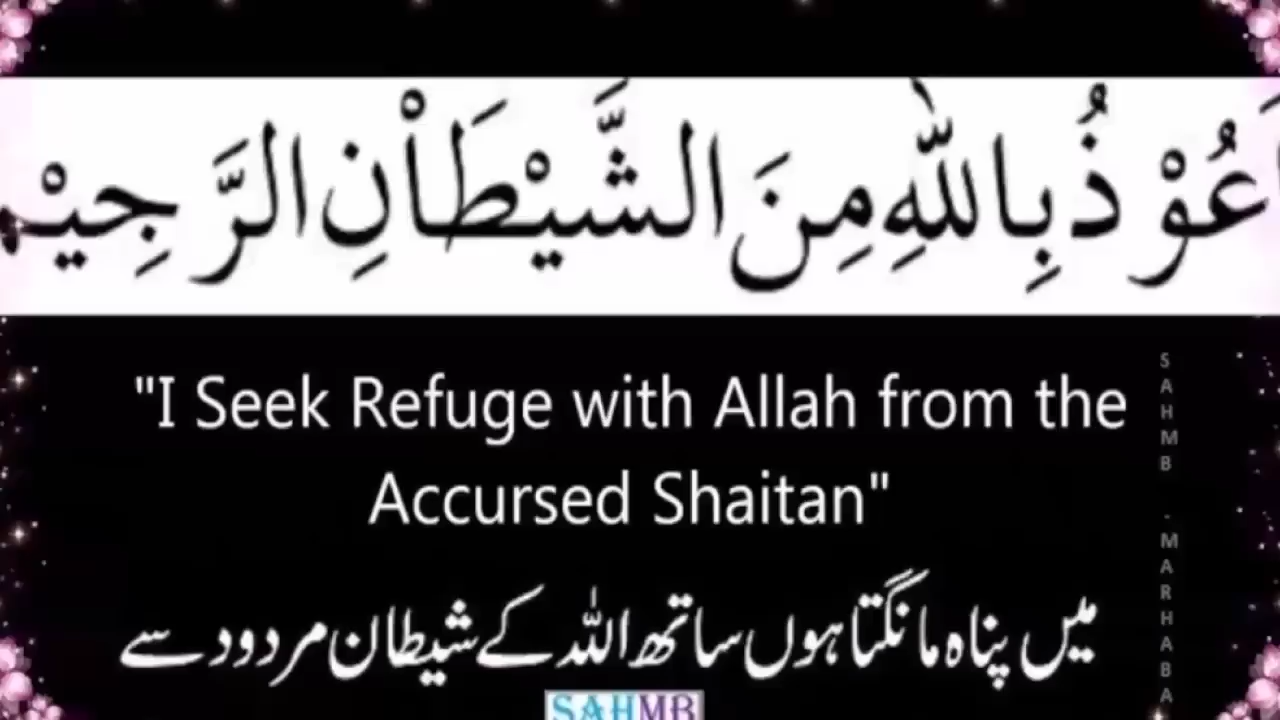 اَعُوْذُ بِاللّٰهِ مِنَ الشَّيْطَاْنِ الرَّجِيْمِ
"I Seek Refuge with Allah from the
Accursed Shaitan"
میں پناہ مانگتا ہوں ساتھ اللہ کے شیطان مردود سے
SAHMB
SAHMB - MARHABA